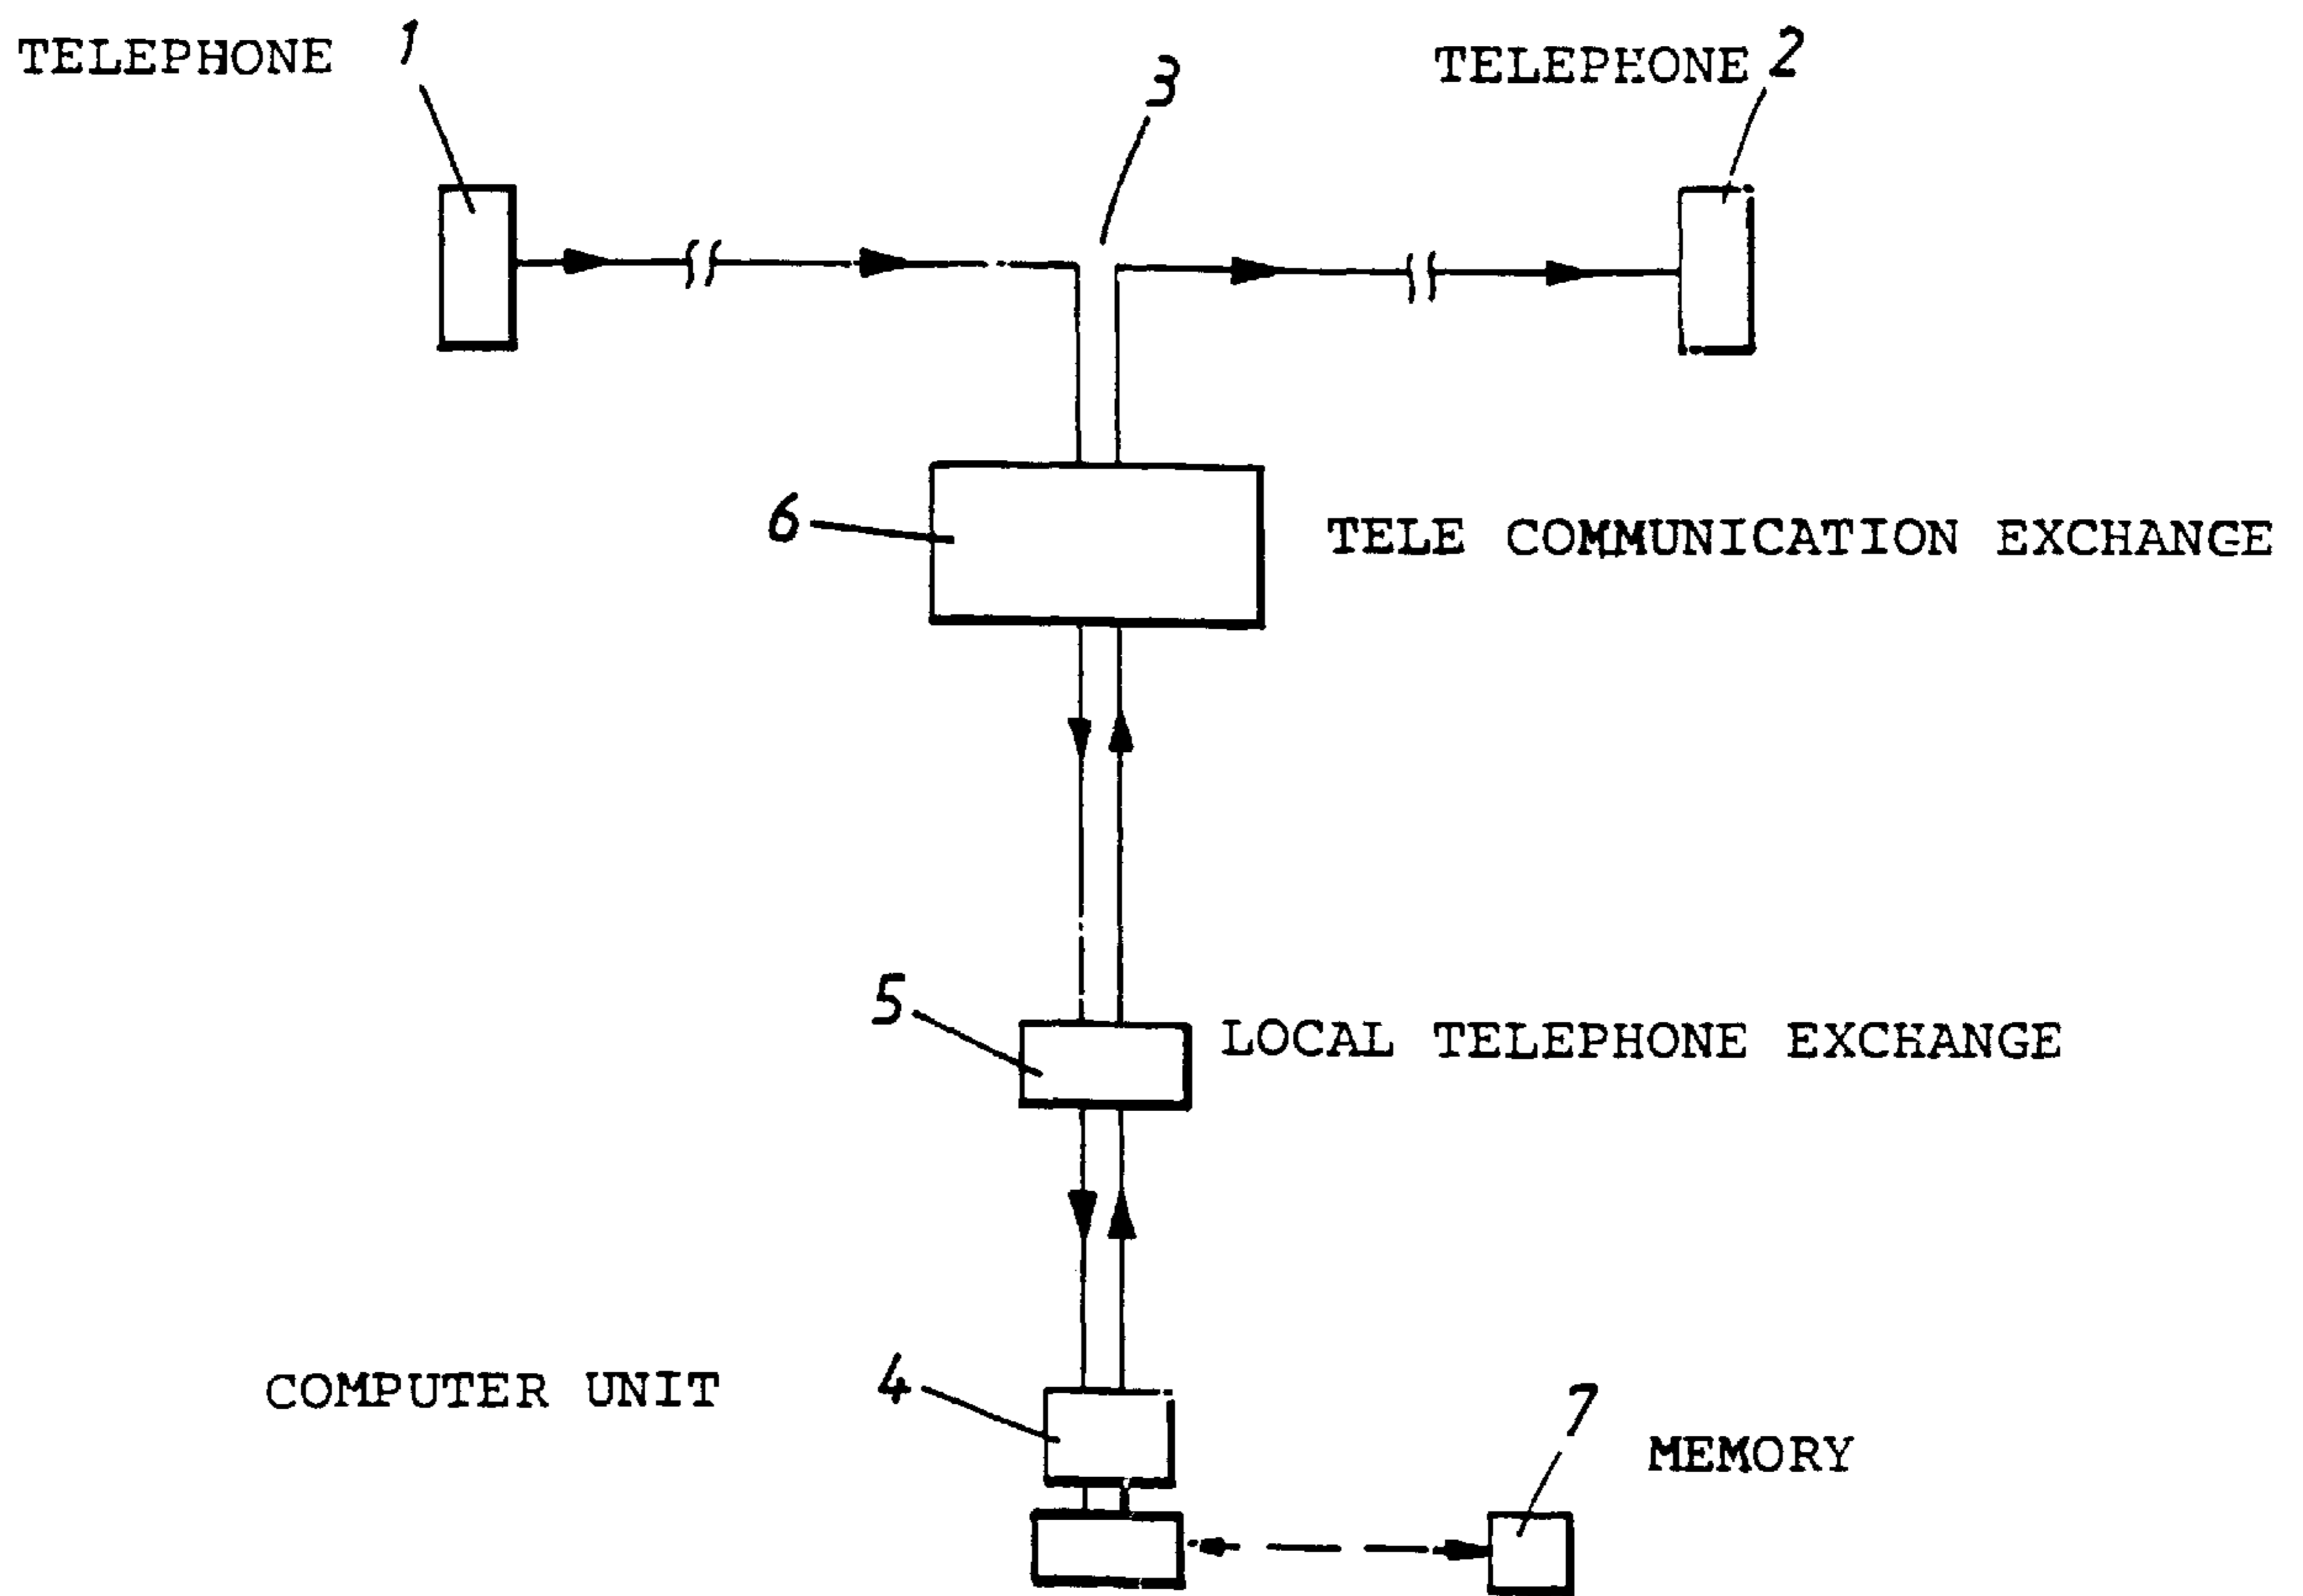 TELEPHONE 1
TELEPHONE 2
3
6
TELE COMMUNICATION EXCHANGE
5
LOCAL TELEPHONE EXCHANGE
COMPUTER UNIT 4
7
MEMORY